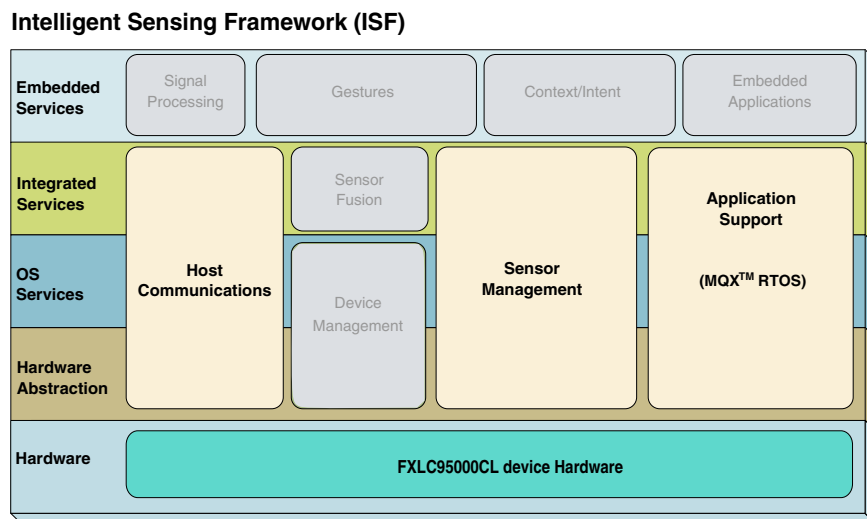 Intelligent Sensing Framework (ISF)
Embedded
Services
Signal
Processing
Gestures
Context/Intent
Embedded
Applications
Integrated
Services
Sensor
Fusion
Application
Support
OS
Services
Host
Communications
Sensor
Management
(MQX™ RTOS)
Device
Management
Hardware
Abstraction
Hardware
FXLC95000CL device Hardware